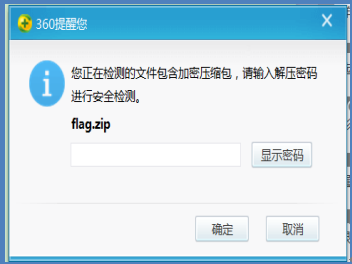 360提醒您
您正在检测的文件包含加密压缩包，请输入解压密码
进行安全检测。
flag.zip
显示密码
确定
取消